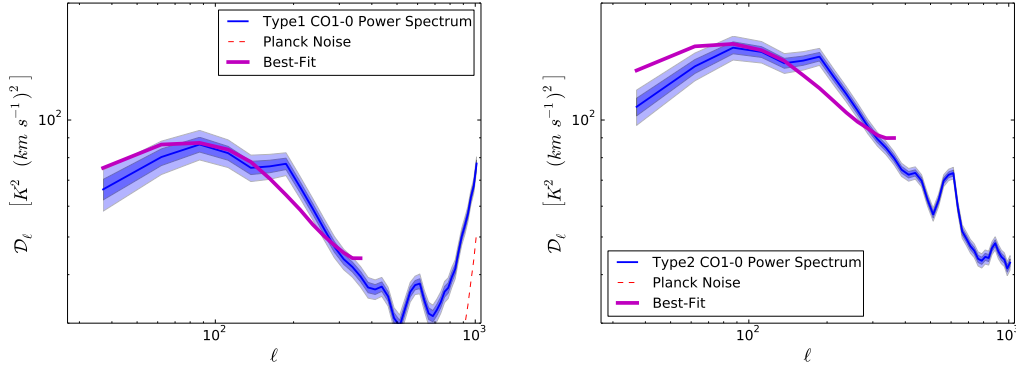 Type1 CO1-0 Power Spectrum
Planck Noise
Best-Fit
10²
𝒟ℓ [K² (km s⁻¹)²]
10² 10³
ℓ
10²
𝒟ℓ [K² (km s⁻¹)²]
Type2 CO1-0 Power Spectrum
Planck Noise
Best-Fit
10² 10³
ℓ